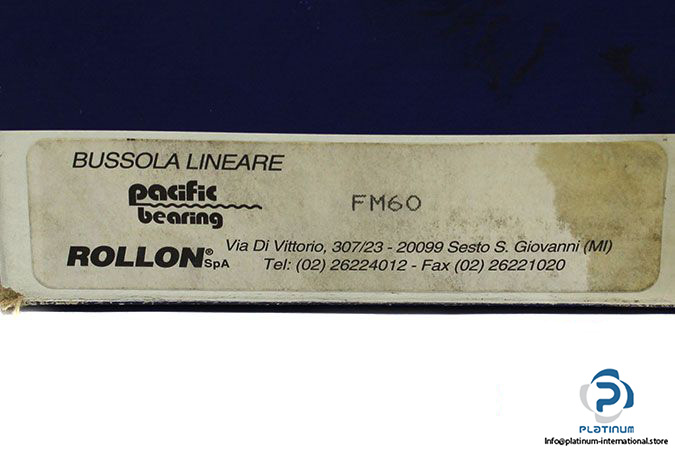 BUSSOLA LINEARE
pacific
bearing
FM60
ROLLON® SpA
Via Di Vittorio, 307/23 - 20099 Sesto S. Giovanni (MI)
Tel: (02) 26224012 - Fax (02) 26221020
PLATINUM
info@platinum-international.store